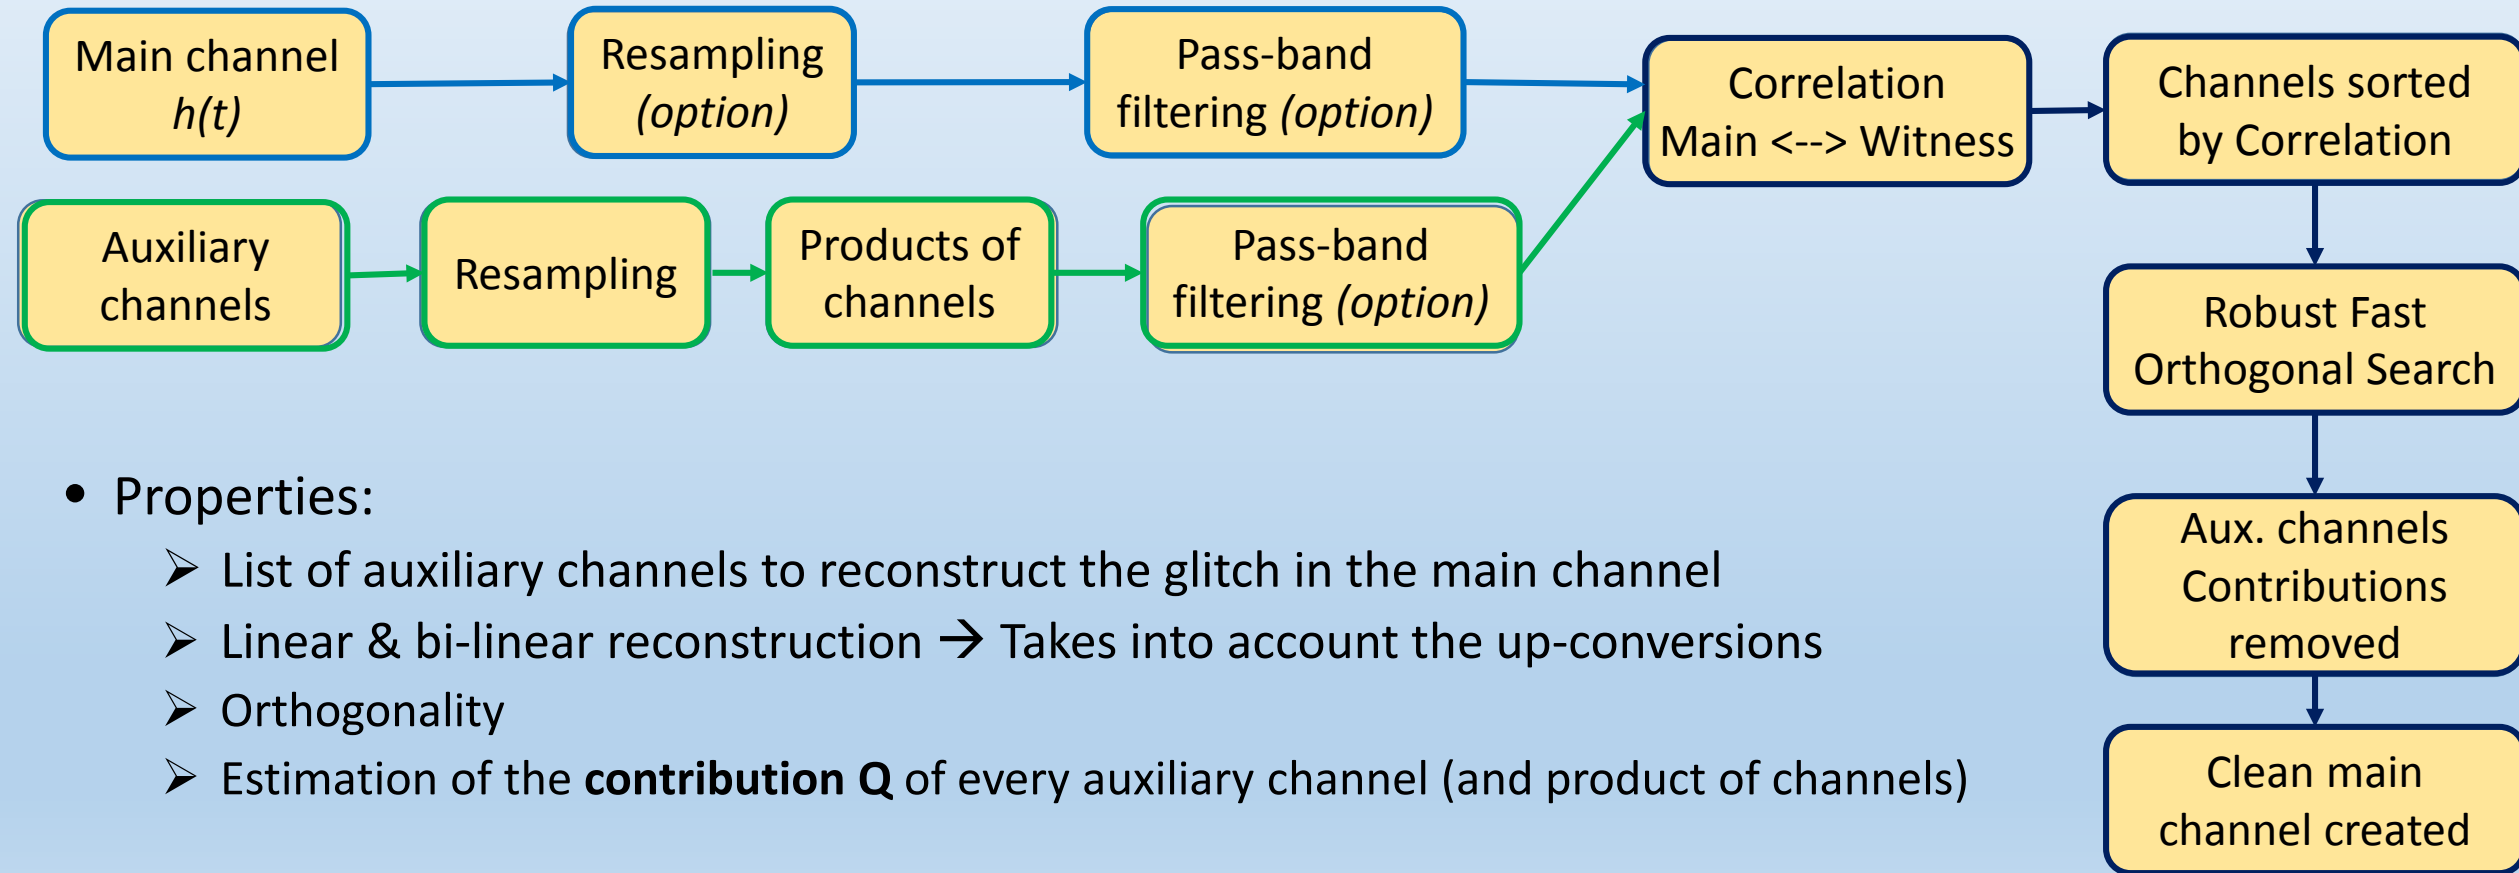 Main channel
h(t)
Resampling
(option)
Pass-band
filtering (option)
Correlation
Main <--> Witness
Channels sorted
by Correlation
Auxiliary
channels
Resampling
Products of
channels
Pass-band
filtering (option)
Robust Fast
Orthogonal Search
Aux. channels
Contributions
removed
Clean main
channel created
• Properties:
➢ List of auxiliary channels to reconstruct the glitch in the main channel
➢ Linear & bi-linear reconstruction → Takes into account the up-conversions
➢ Orthogonality
➢ Estimation of the contribution Q of every auxiliary channel (and product of channels)